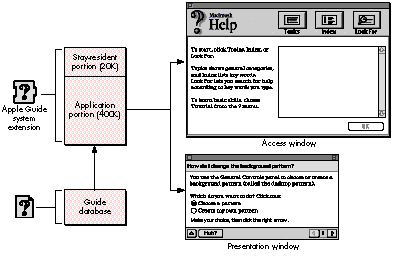 Macintosh
Help
Topics
Index
Look For
To start, click Topics, Index, or
Look For.
Topics shows general categories,
and Index lists key words.
Look For lets you search for help
according to key words you type.
To learn basic skills, choose
Tutorial from the ? menu.
OK
Access window
Stay-resident
portion (20K)
Application
portion (400K)
Apple Guide
system
extension
Guide
database
How do I change the background pattern?
You use the General Controls panel to choose or create a
background pattern (called the desktop pattern).
Which do you want to do? Click one:
Choose a pattern
Create my own pattern
Make your choice, then click the right arrow.
Huh?
1
Presentation window